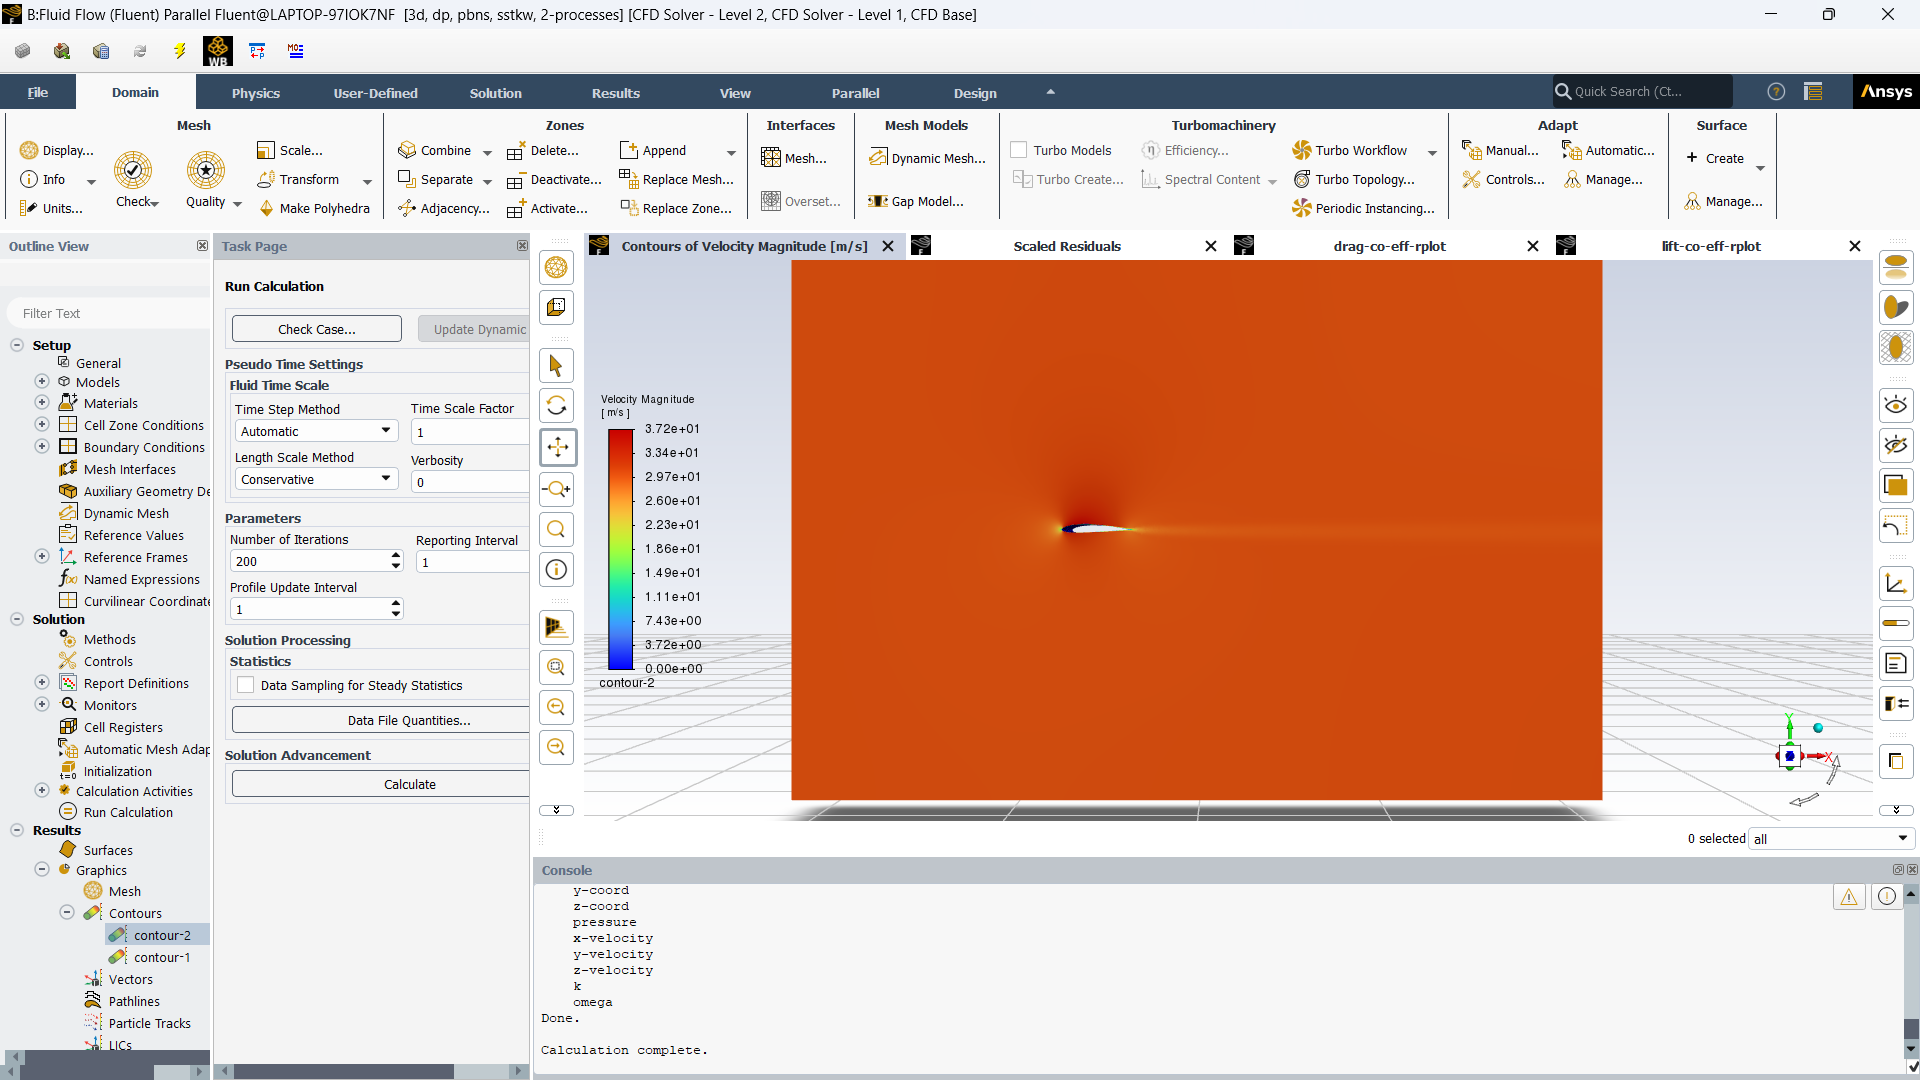 B:Fluid Flow (Fluent) Parallel Fluent@LAPTOP-97IOK7NF [3d, dp, pbns, sstkw, 2-processes] [CFD Solver - Level 2, CFD Solver - Level 1, CFD Base]
WB
File Domain Physics User-Defined Solution Results View Parallel Design Quick Search (Ct... Ansys
Mesh
Display...
Info
Units...
Check
Quality
Scale...
Transform
Make Polyhedra
Zones
Combine
Separate
Adjacency...
Delete...
Deactivate...
Activate...
Append
Replace Mesh...
Replace Zone...
Interfaces
Mesh...
Overset...
Mesh Models
Dynamic Mesh...
Gap Model...
Turbomachinery
Turbo Models
Turbo Create...
Efficiency...
Spectral Content
Turbo Workflow
Turbo Topology...
Periodic Instancing...
Adapt
Manual...
Controls...
Automatic...
Manage...
Surface
Create
Manage...
Outline View
Filter Text
Setup
General
Models
Materials
Cell Zone Conditions
Boundary Conditions
Mesh Interfaces
Auxiliary Geometry De
Dynamic Mesh
Reference Values
Reference Frames
Named Expressions
Curvilinear Coordinate
Solution
Methods
Controls
Report Definitions
Monitors
Cell Registers
Automatic Mesh Adap
Initialization
Calculation Activities
Run Calculation
Results
Surfaces
Graphics
Mesh
Contours
contour-2
contour-1
Vectors
Pathlines
Particle Tracks
LICs
Task Page
Run Calculation
Check Case... Update Dynamic
Pseudo Time Settings
Fluid Time Scale
Time Step Method Time Scale Factor
Automatic 1
Length Scale Method Verbosity
Conservative 0
Parameters
Number of Iterations Reporting Interval
200 1
Profile Update Interval
1
Solution Processing
Statistics
Data Sampling for Steady Statistics
Data File Quantities...
Solution Advancement
Calculate
Contours of Velocity Magnitude [m/s] Scaled Residuals drag-co-eff-rplot lift-co-eff-rplot
Velocity Magnitude
[ m/s ]
3.72e+01
3.34e+01
2.97e+01
2.60e+01
2.23e+01
1.86e+01
1.49e+01
1.11e+01
7.43e+00
3.72e+00
0.00e+00
contour-2
Y
X
0 selected all
Console
y-coord
z-coord
pressure
x-velocity
y-velocity
z-velocity
k
omega
Done.
Calculation complete.